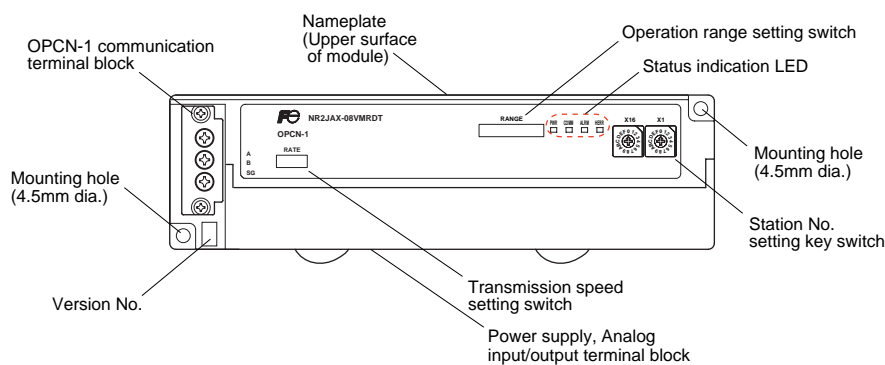 Nameplate
(Upper surface
of module)
Operation range setting switch
OPCN-1 communication
terminal block
Status indication LED
Fe NR2JAX-08VMRDT
OPCN-1
RATE
A
B
SG
RANGE
PWR COMM ALRM HERR
X16 X1
Mounting hole
(4.5mm dia.)
Mounting hole
(4.5mm dia.)
Station No.
setting key switch
Version No.
Transmission speed
setting switch
Power supply, Analog
input/output terminal block